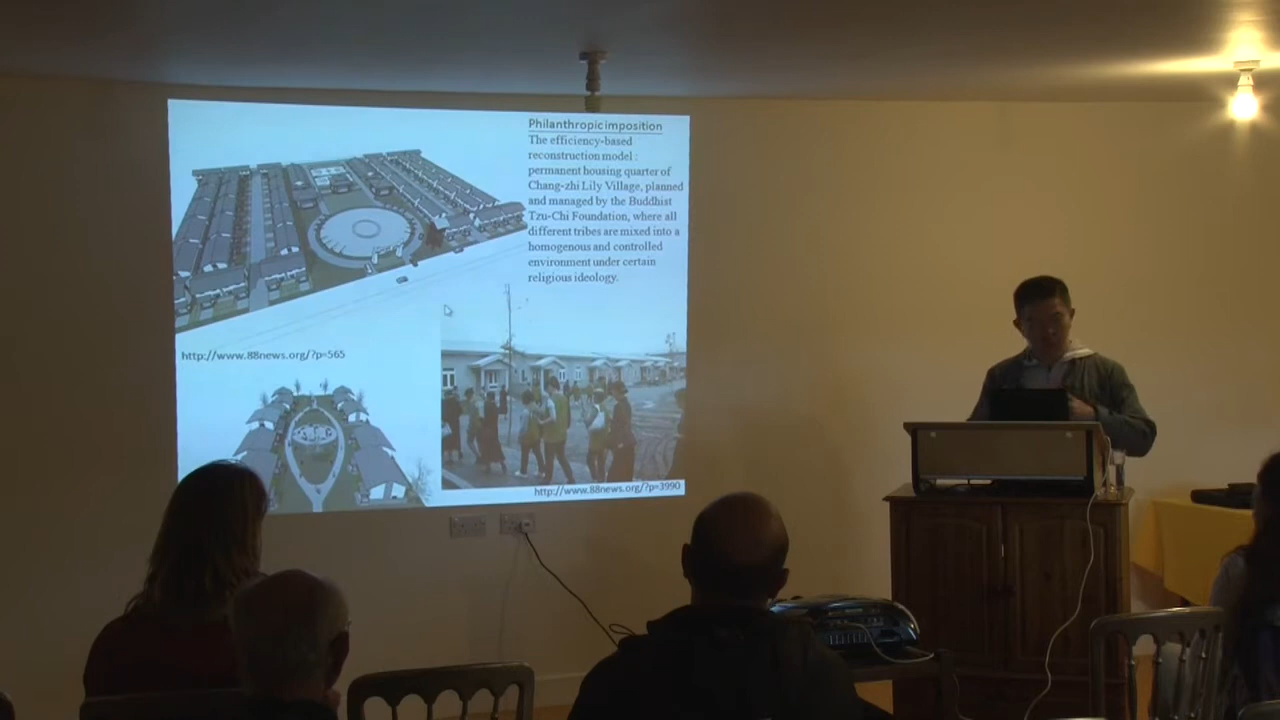 Philanthropic imposition
The efficiency-based
reconstruction model :
permanent housing quarter of
Chang-zhi Lily Village, planned
and managed by the Buddhist
Tzu-Chi Foundation, where all
different tribes are mixed into a
homogenous and controlled
environment under certain
religious ideology.
http://www.88news.org/?p=565
http://www.88news.org/?p=3990